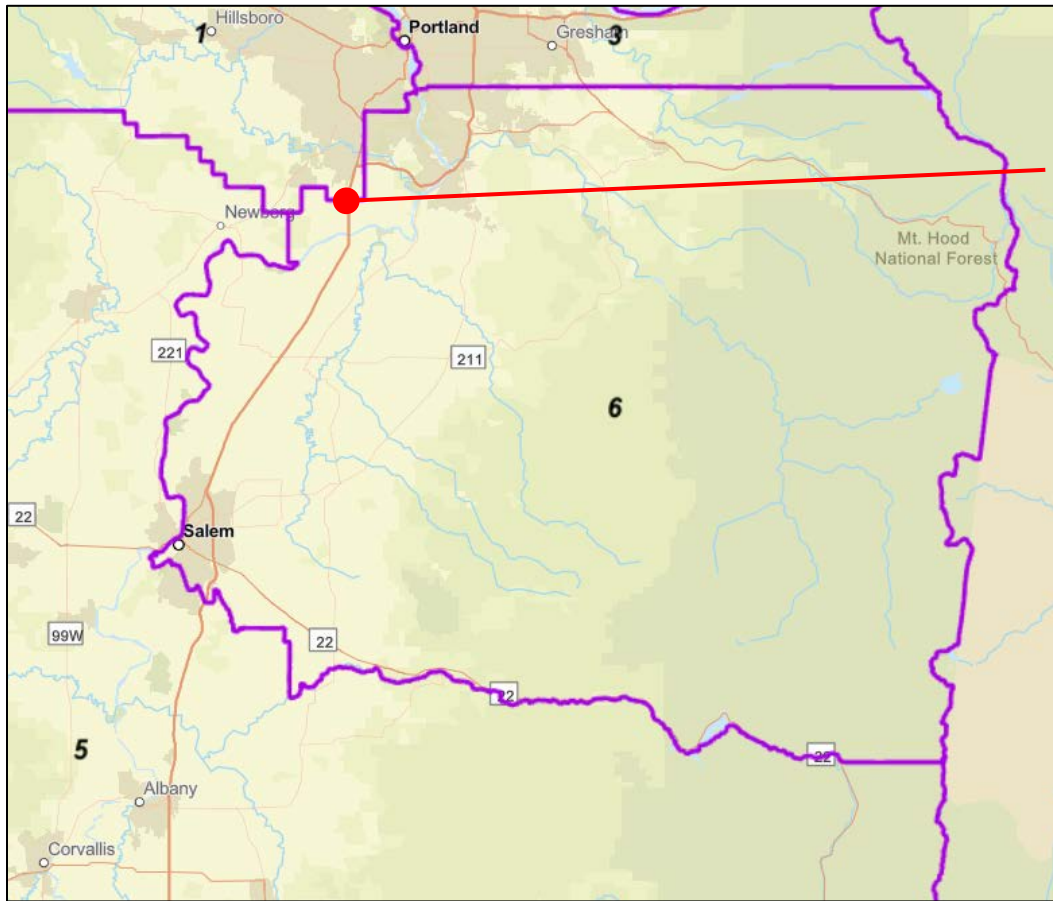 1
Hillsboro
Portland
Gresham
3
Newberg
Mt. Hood
National Forest
221
211
6
22
Salem
99W
22
22
5
22
Albany
Corvallis